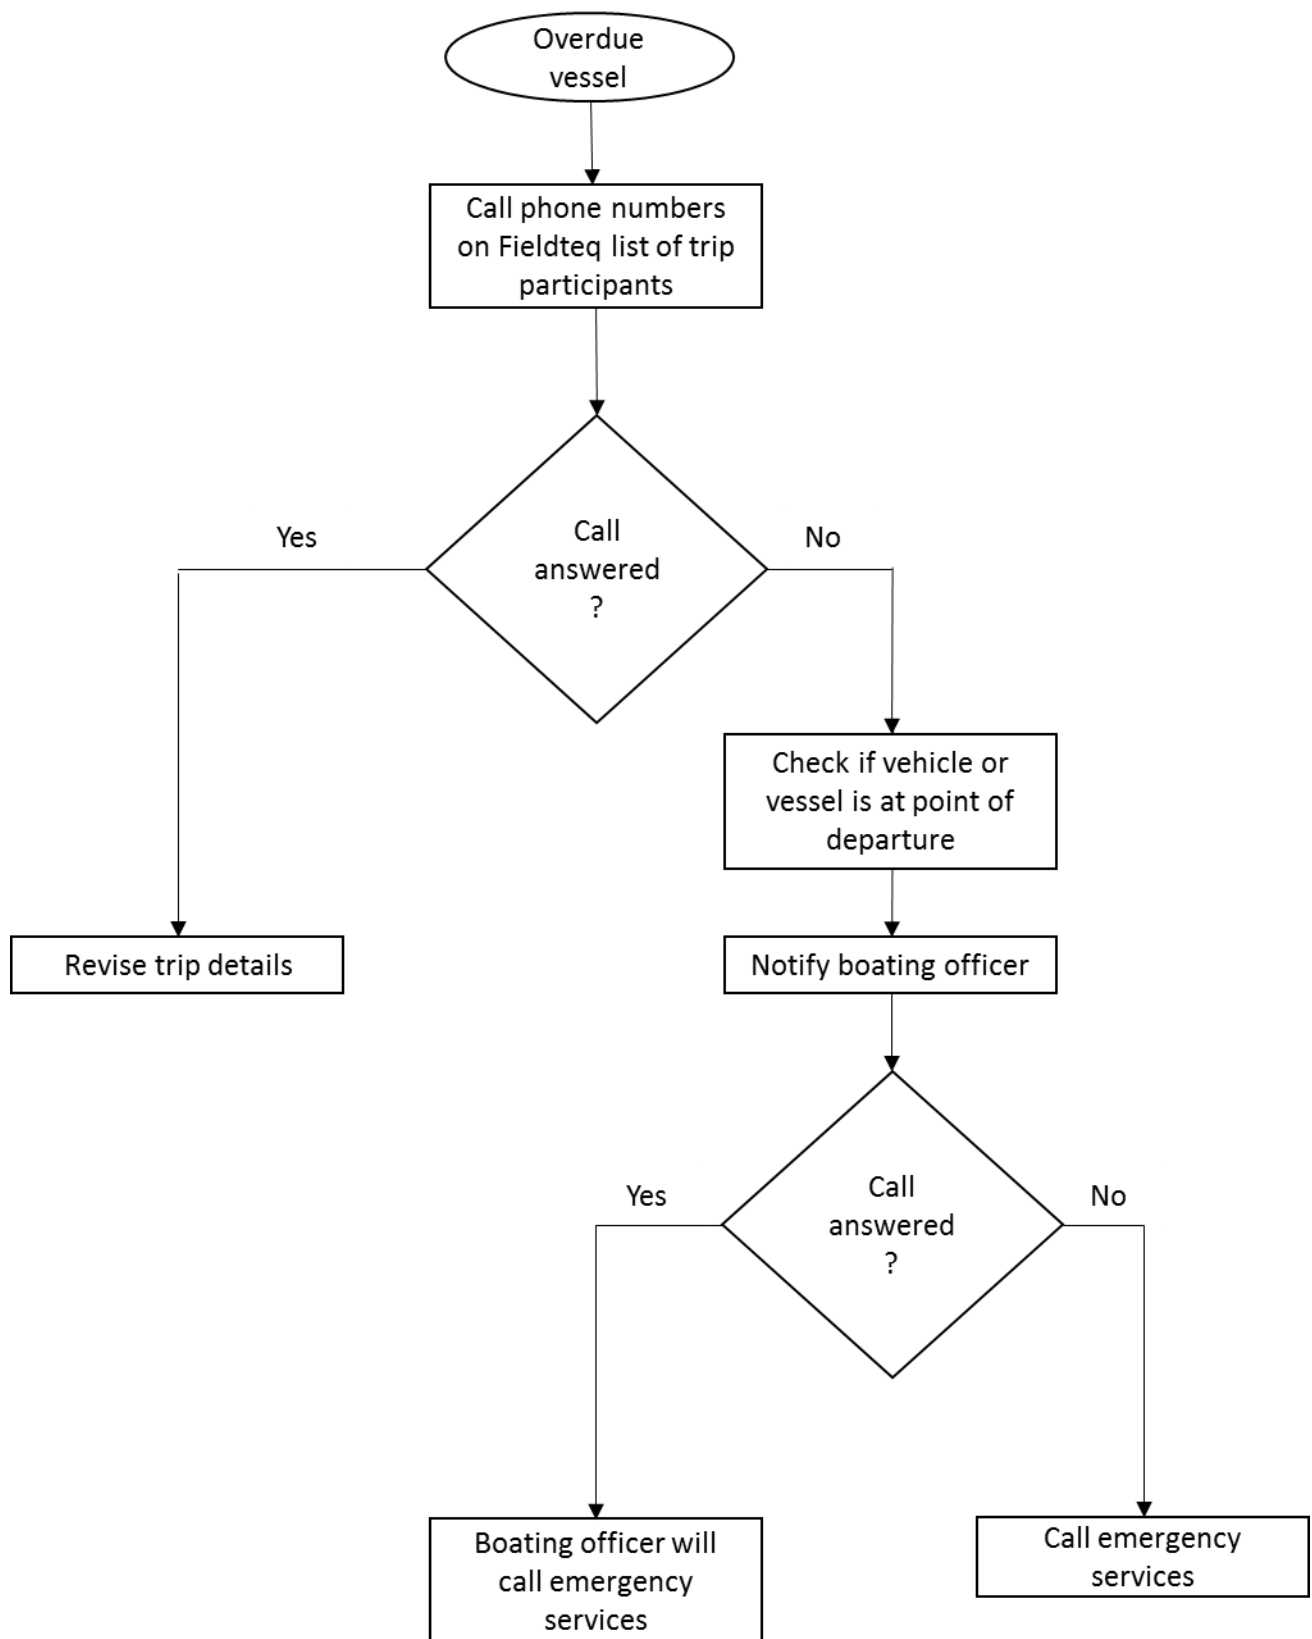 Overdue
vessel
Call phone numbers
on Fieldteq list of trip
participants
Call
answered
?
Yes
No
Check if vehicle or
vessel is at point of
departure
Revise trip details
Notify boating officer
Call
answered
?
Yes
No
Boating officer will
call emergency
services
Call emergency
services